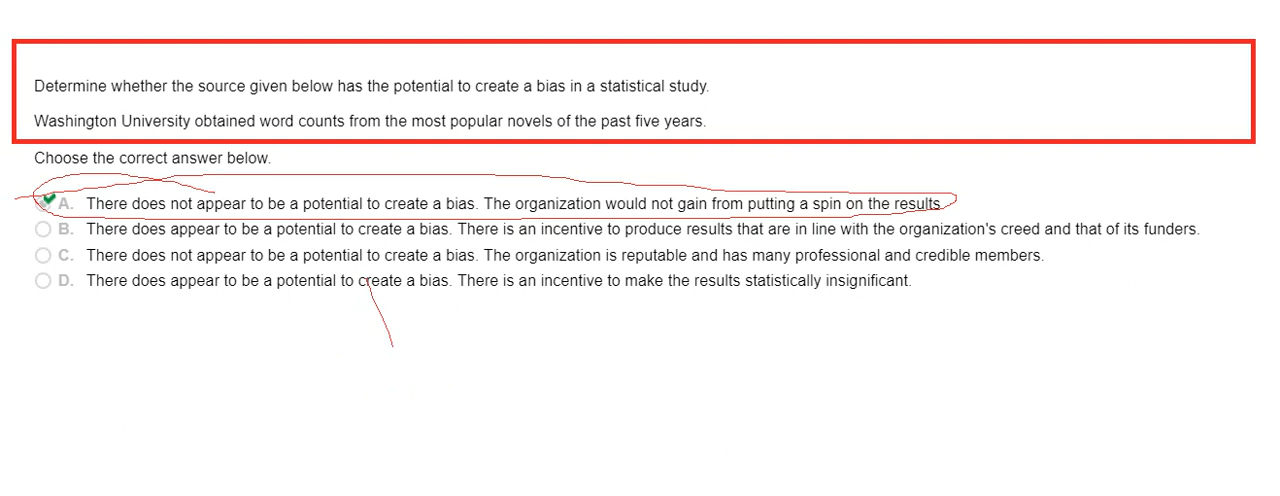 Determine whether the source given below has the potential to create a bias in a statistical study.
Washington University obtained word counts from the most popular novels of the past five years.
Choose the correct answer below.
A. There does not appear to be a potential to create a bias. The organization would not gain from putting a spin on the results.
B. There does appear to be a potential to create a bias. There is an incentive to produce results that are in line with the organization's creed and that of its funders.
C. There does not appear to be a potential to create a bias. The organization is reputable and has many professional and credible members.
D. There does appear to be a potential to create a bias. There is an incentive to make the results statistically insignificant.